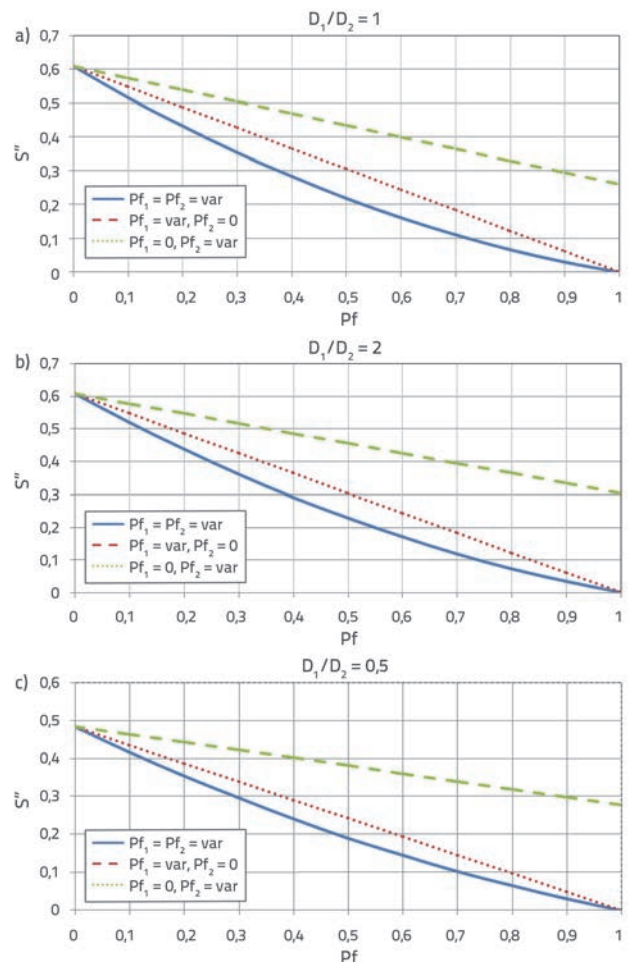 a)
D₁/D₂ = 1
0,7
0,6
0,5
0,4
0,3
0,2
0,1
0
S″
Pf₁ = Pf₂ = var
Pf₁ = var, Pf₂ = 0
Pf₁ = 0, Pf₂ = var
0 0,1 0,2 0,3 0,4 0,5 0,6 0,7 0,8 0,9 1
Pf
b)
D₁/D₂ = 2
0,7
0,6
0,5
0,4
0,3
0,2
0,1
0
S″
Pf₁ = Pf₂ = var
Pf₁ = var, Pf₂ = 0
Pf₁ = 0, Pf₂ = var
0 0,1 0,2 0,3 0,4 0,5 0,6 0,7 0,8 0,9 1
Pf
c)
D₁/D₂ = 0,5
0,6
0,5
0,4
0,3
0,2
0,1
0
S″
Pf₁ = Pf₂ = var
Pf₁ = var, Pf₂ = 0
Pf₁ = 0, Pf₂ = var
0 0,1 0,2 0,3 0,4 0,5 0,6 0,7 0,8 0,9 1
Pf